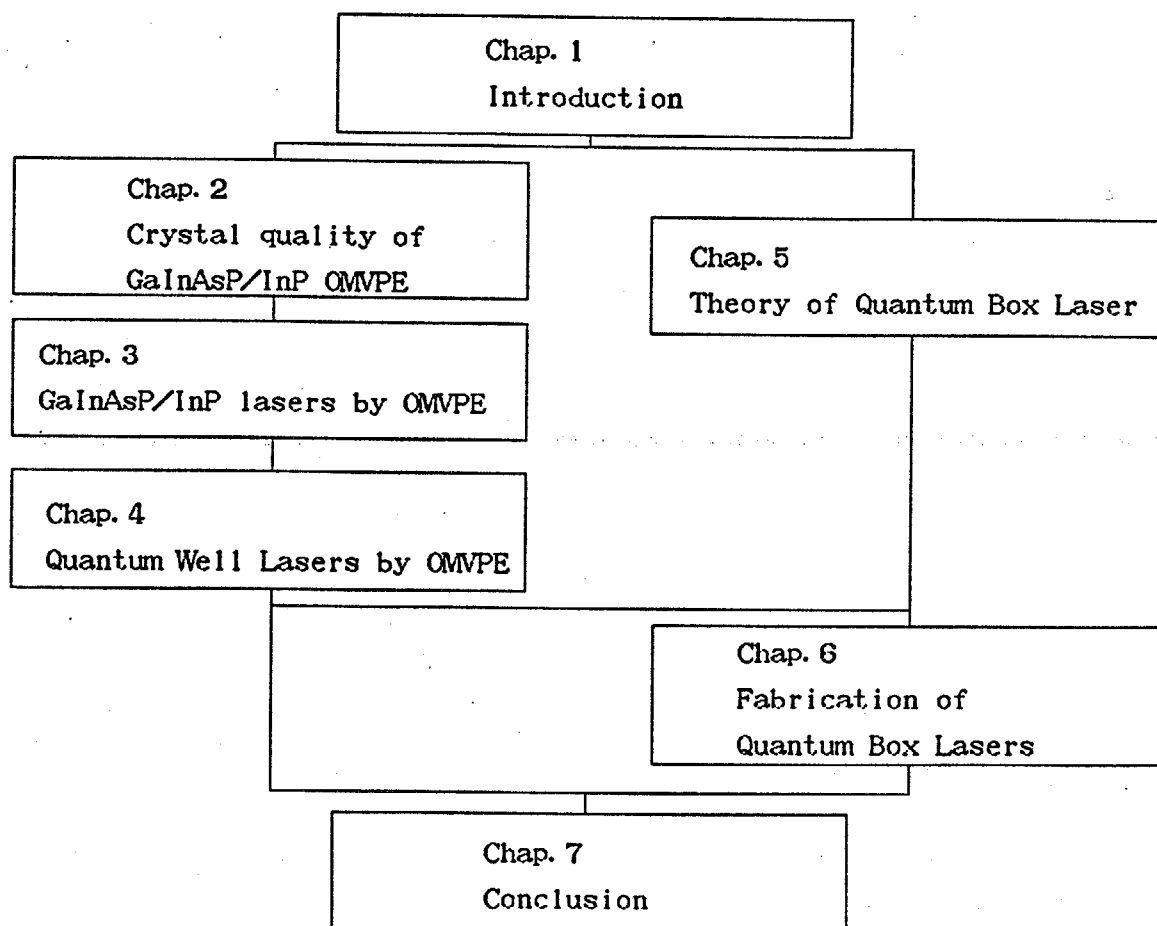 Chap. 1
Introduction
Chap. 2
Crystal quality of
GaInAsP/InP OMVPE
Chap. 3
GaInAsP/InP lasers by OMVPE
Chap. 4
Quantum Well Lasers by OMVPE
Chap. 5
Theory of Quantum Box Laser
Chap. 6
Fabrication of
Quantum Box Lasers
Chap. 7
Conclusion